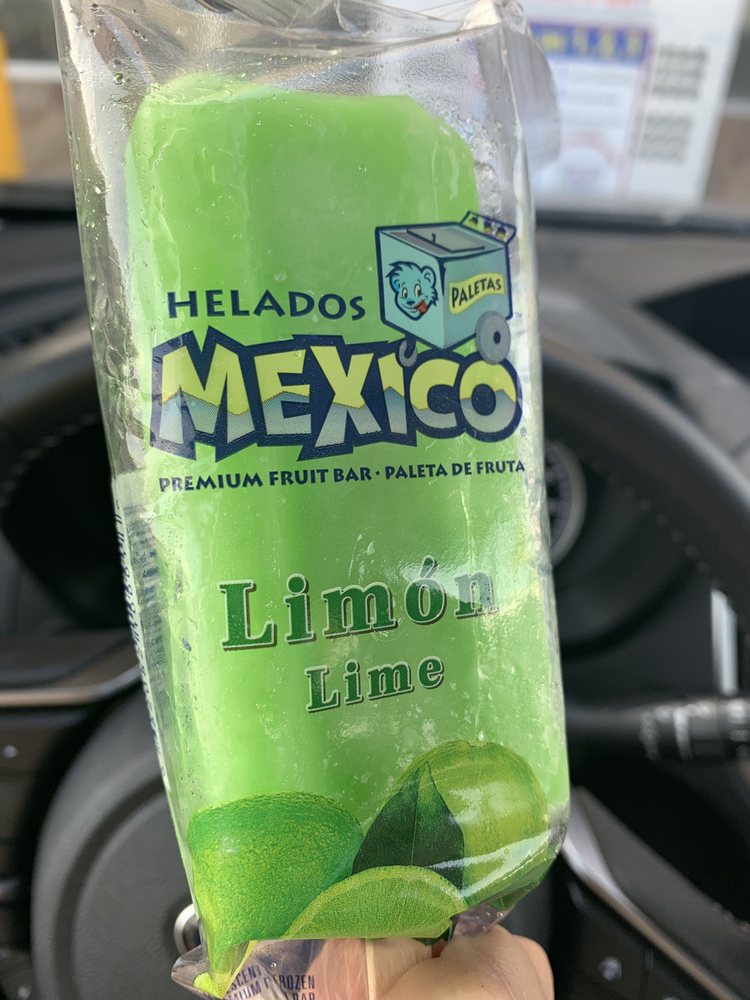 HELADOS
PALETAS
MEXICO®
PREMIUM FRUIT BAR • PALETA DE FRUTA
Limón
Lime